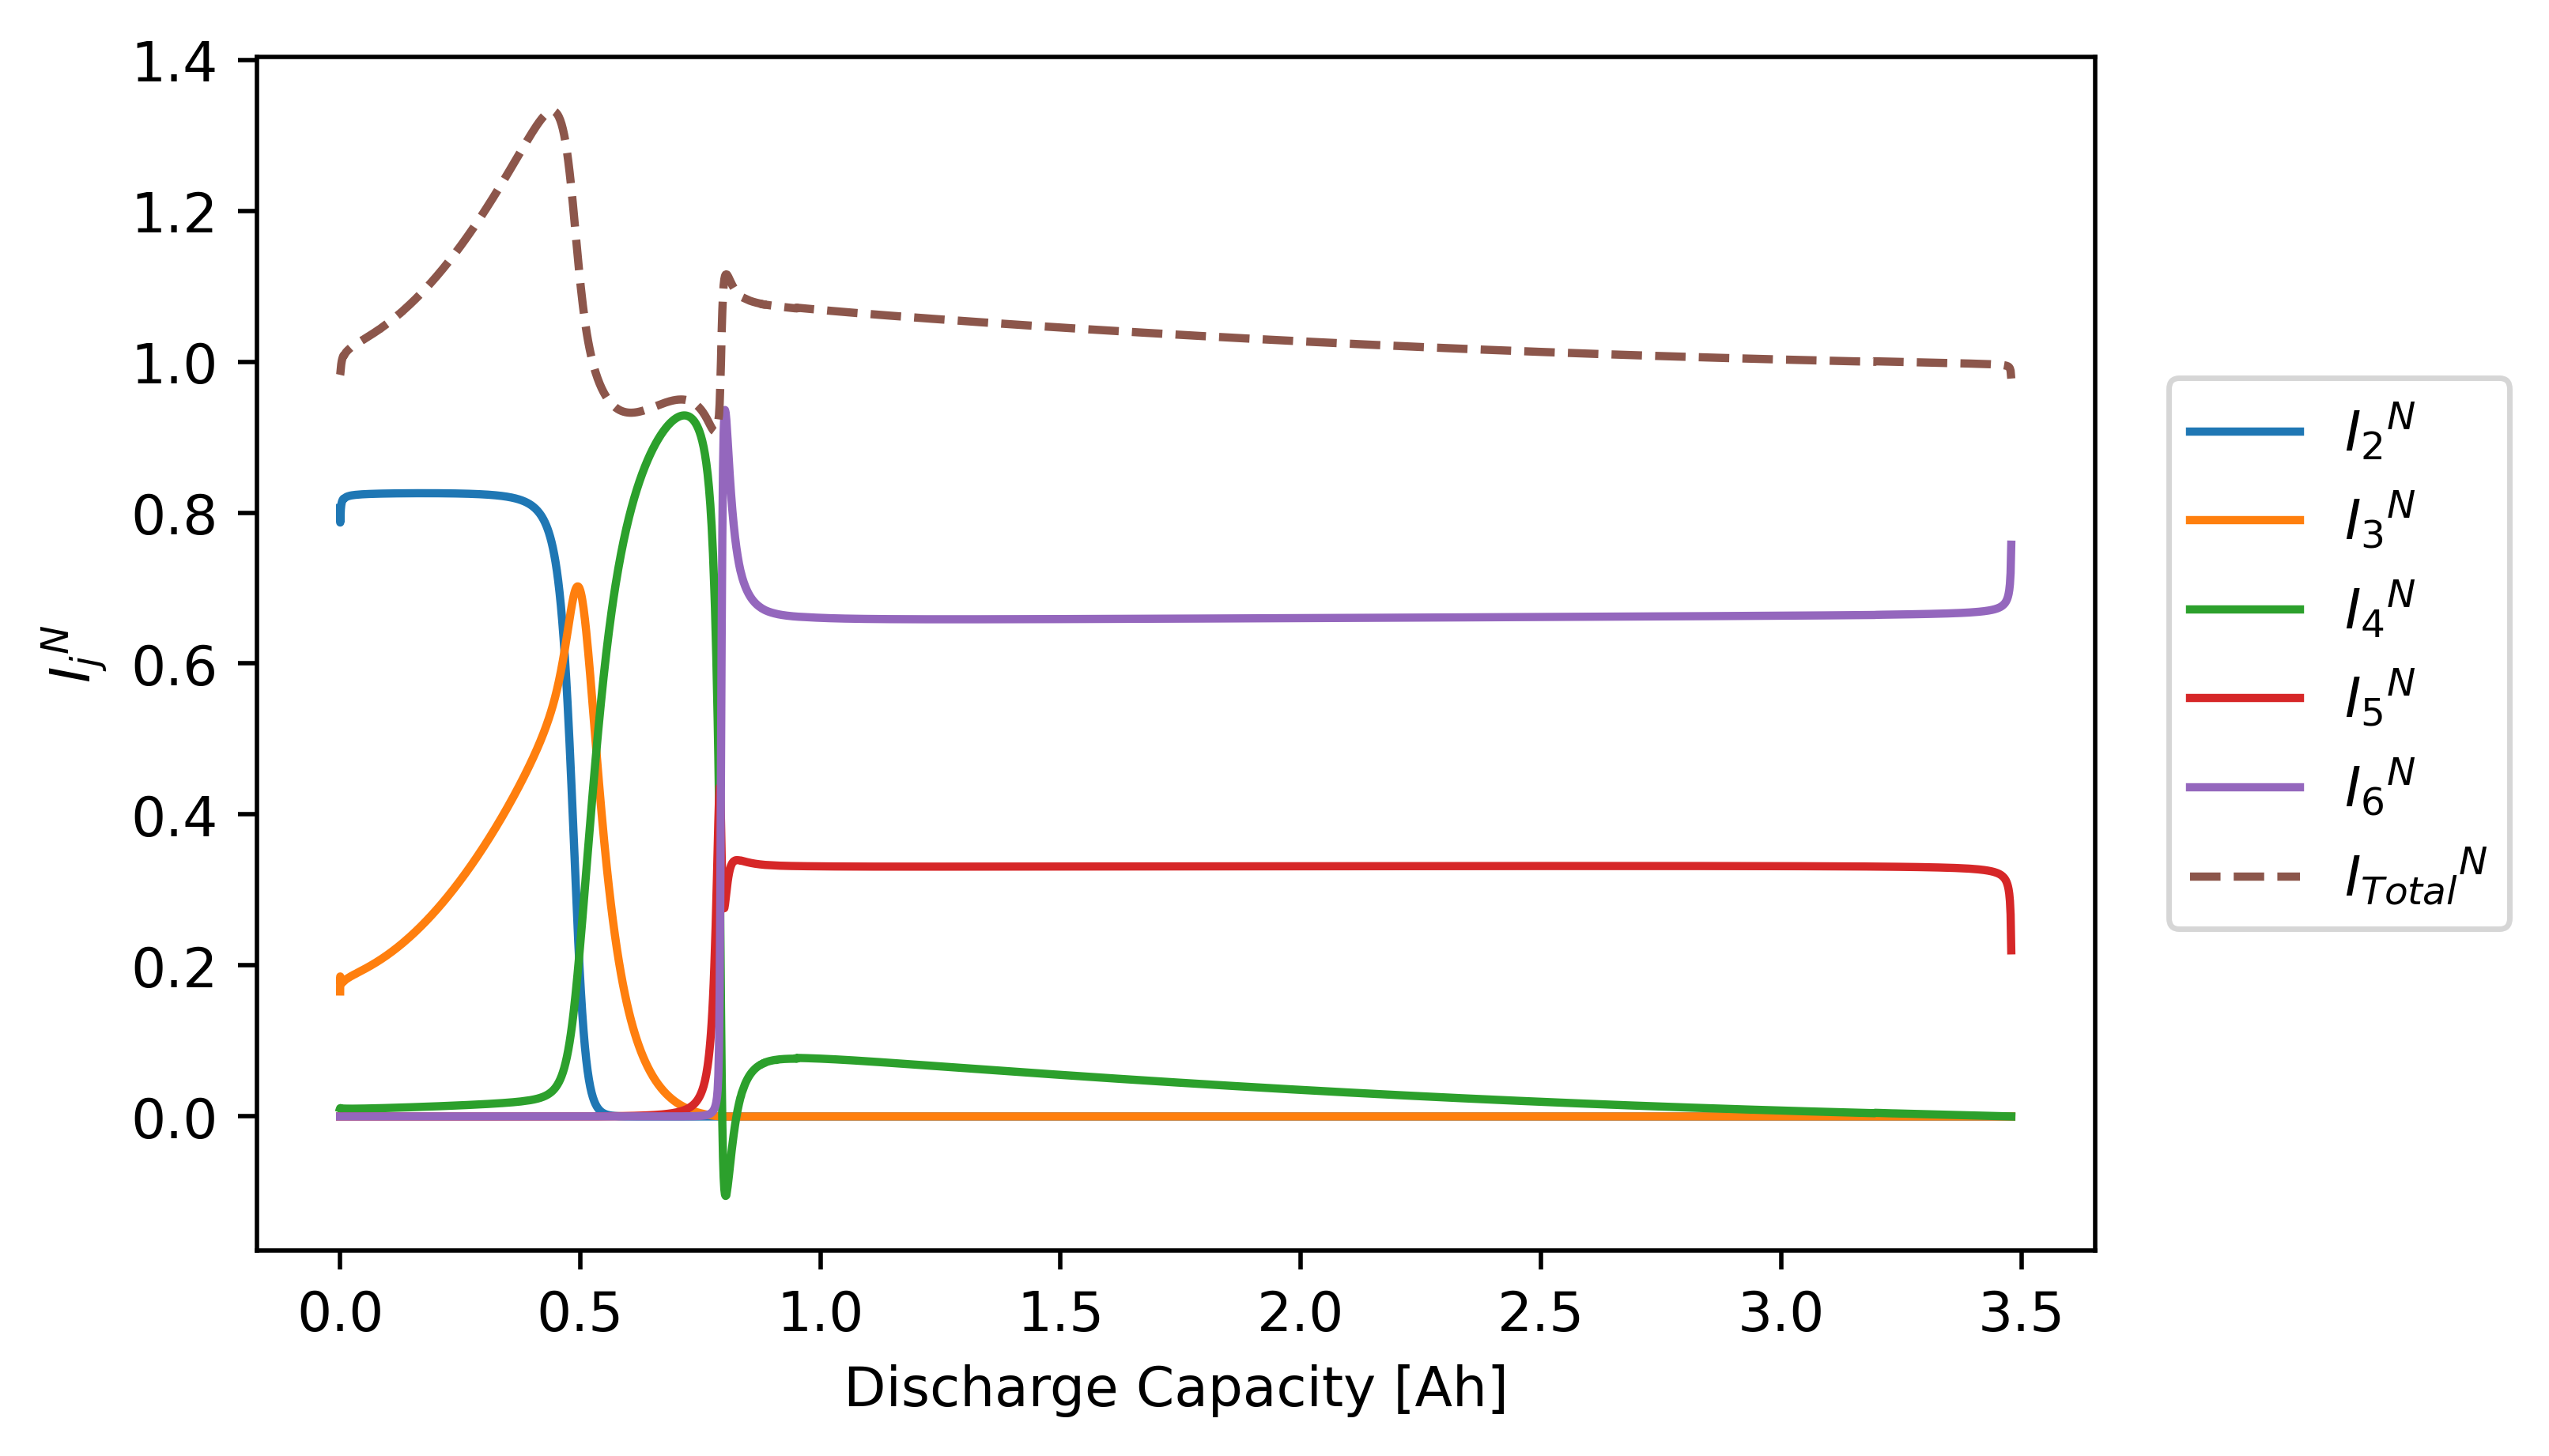 1.4
1.2
1.0
0.8
0.6
0.4
0.2
0.0
I_j^N
0.0 0.5 1.0 1.5 2.0 2.5 3.0 3.5
Discharge Capacity [Ah]
I_2^N
I_3^N
I_4^N
I_5^N
I_6^N
I_Total^N